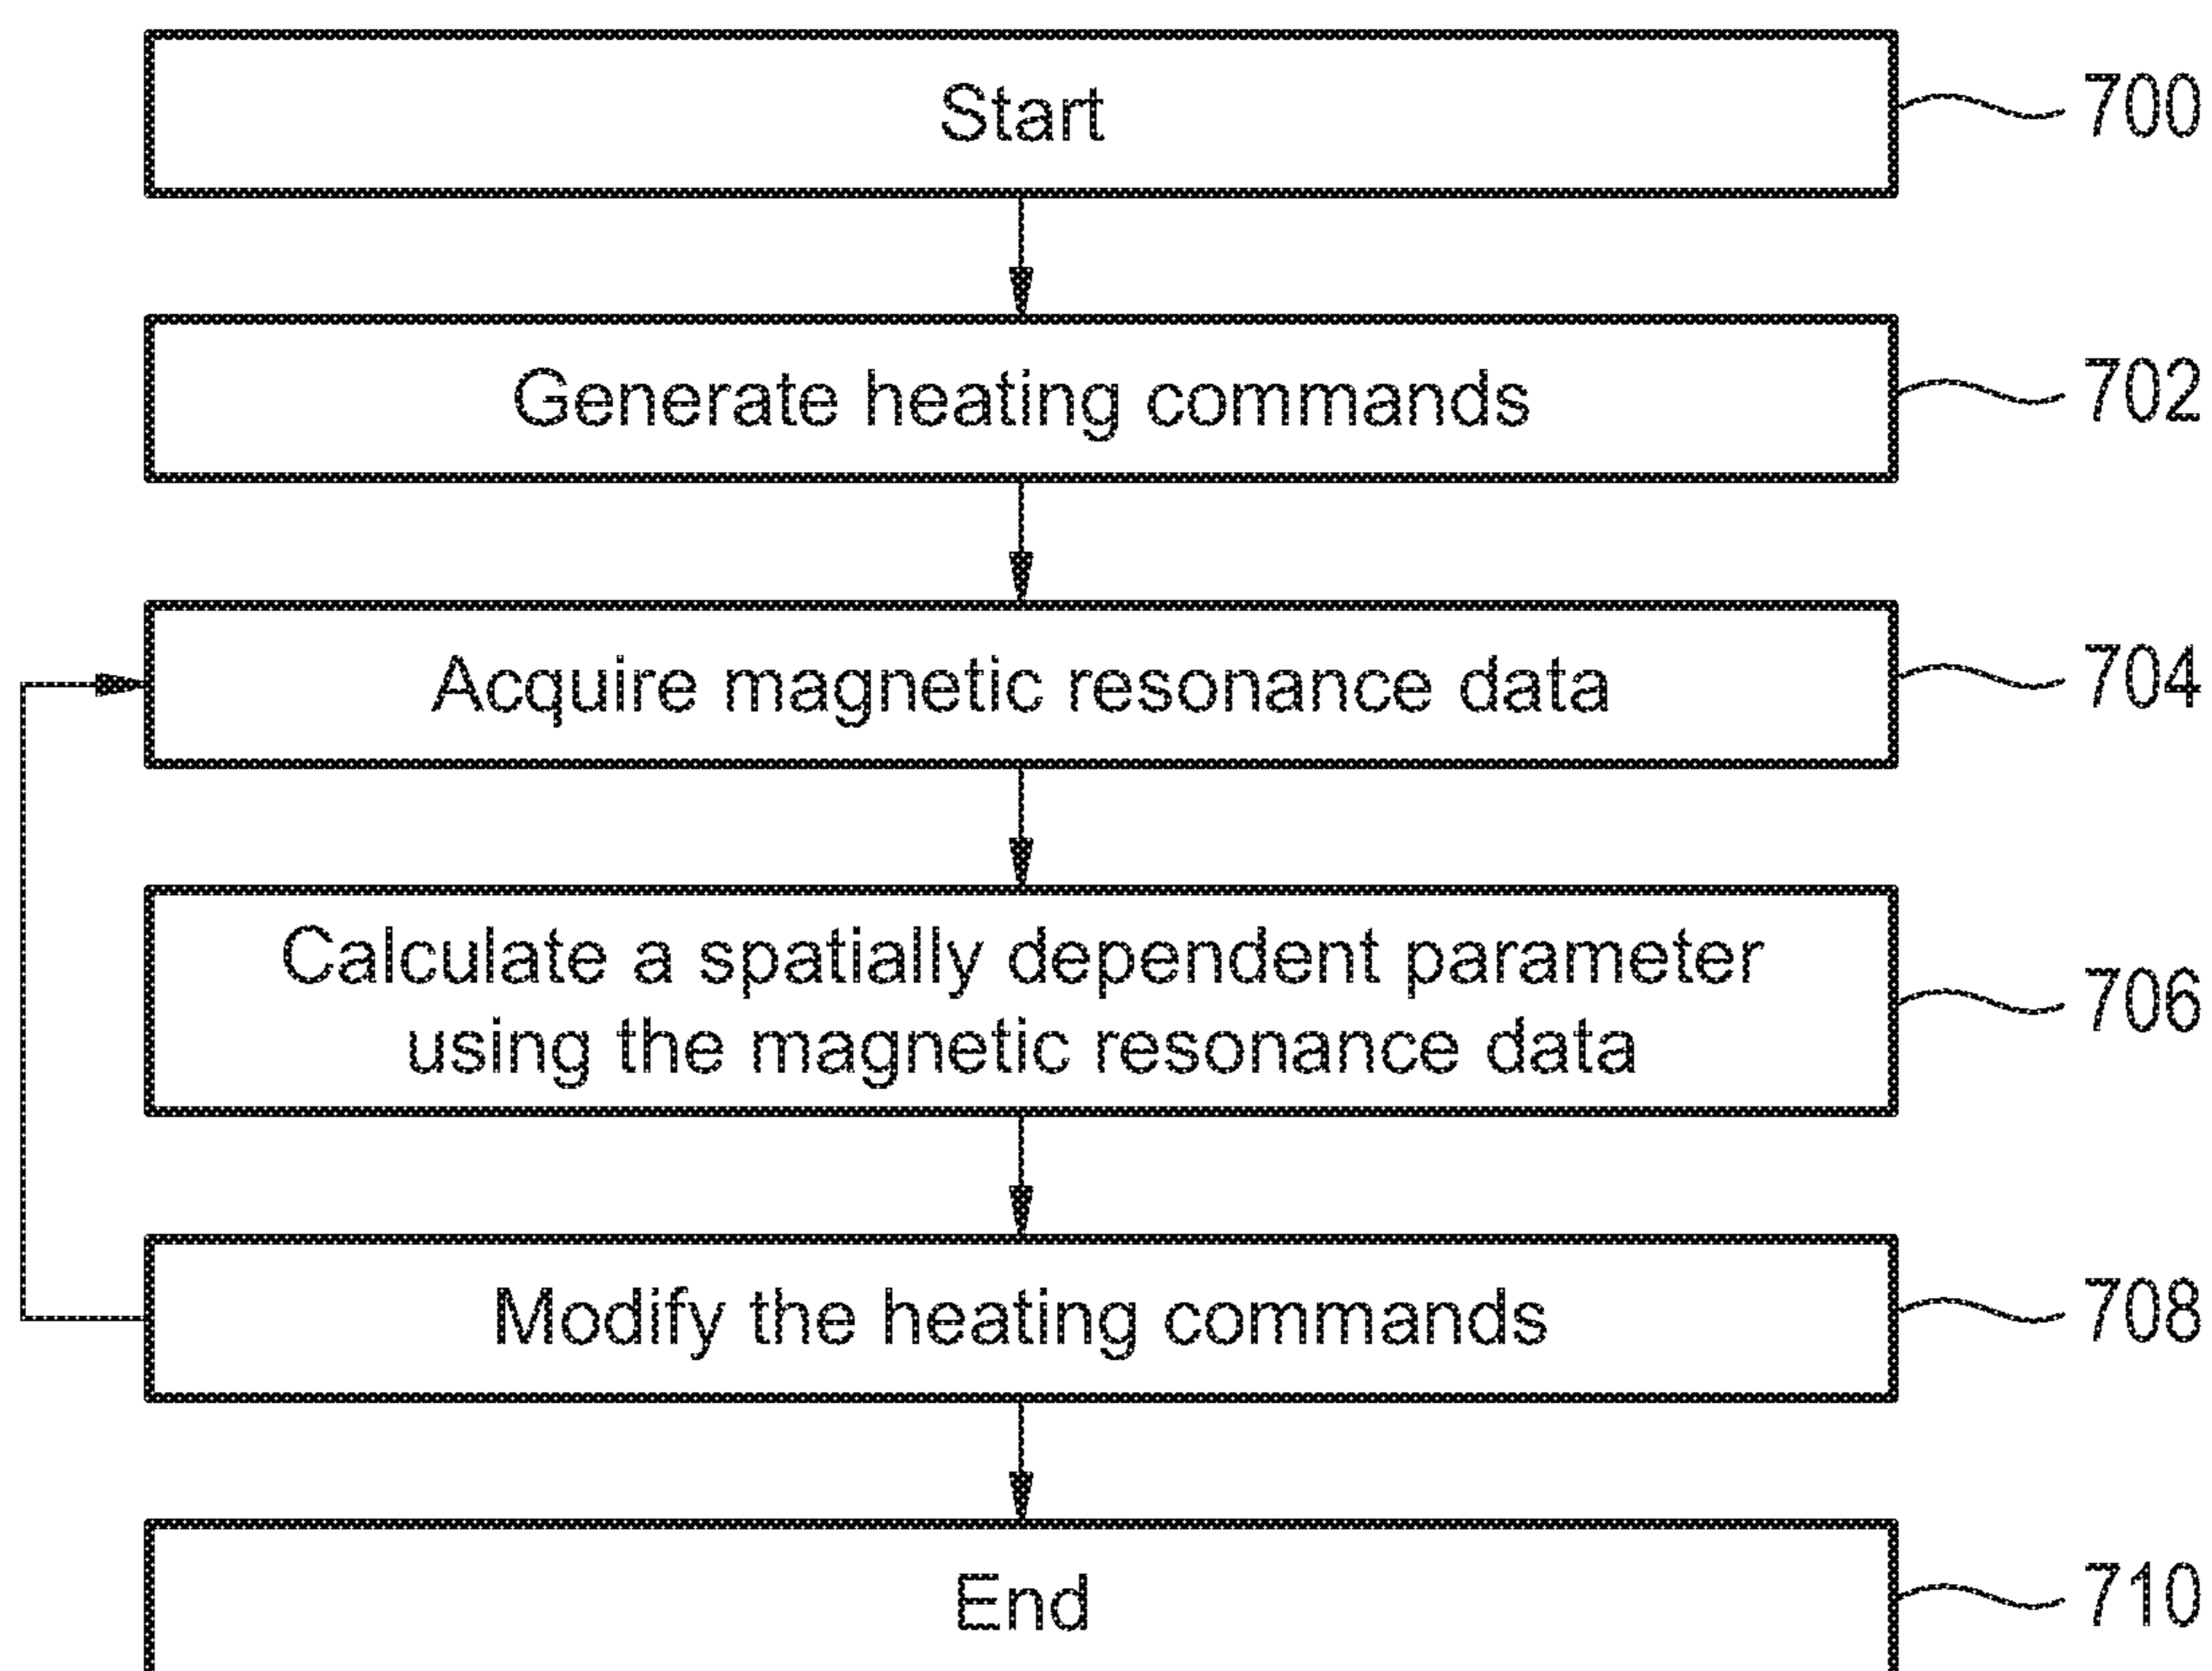 Start
700
Generate heating commands
702
Acquire magnetic resonance data
704
Calculate a spatially dependent parameter
using the magnetic resonance data
706
Modify the heating commands
708
End
710